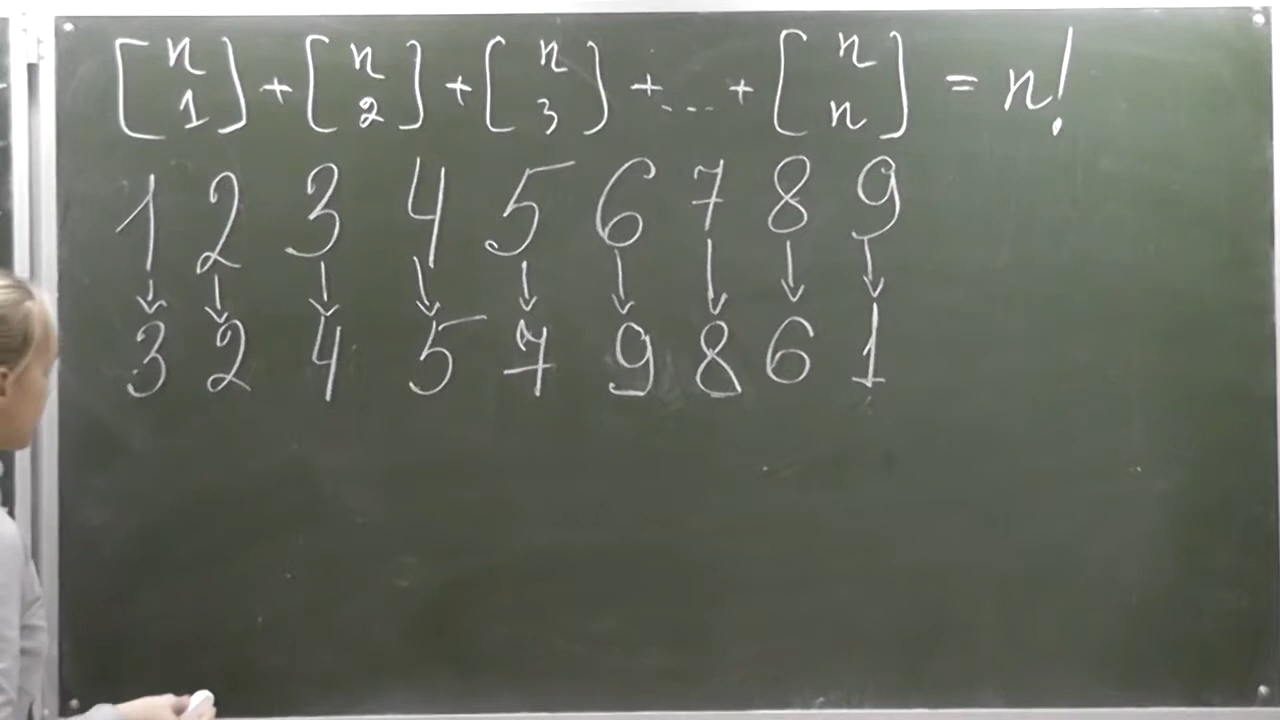 [n 1] + [n 2] + [n 3] + ... + [n n] = n!
1 2 3 4 5 6 7 8 9
↓ ↓ ↓ ↓ ↓ ↓ ↓ ↓ ↓
3 2 4 5 7 9 8 6 1